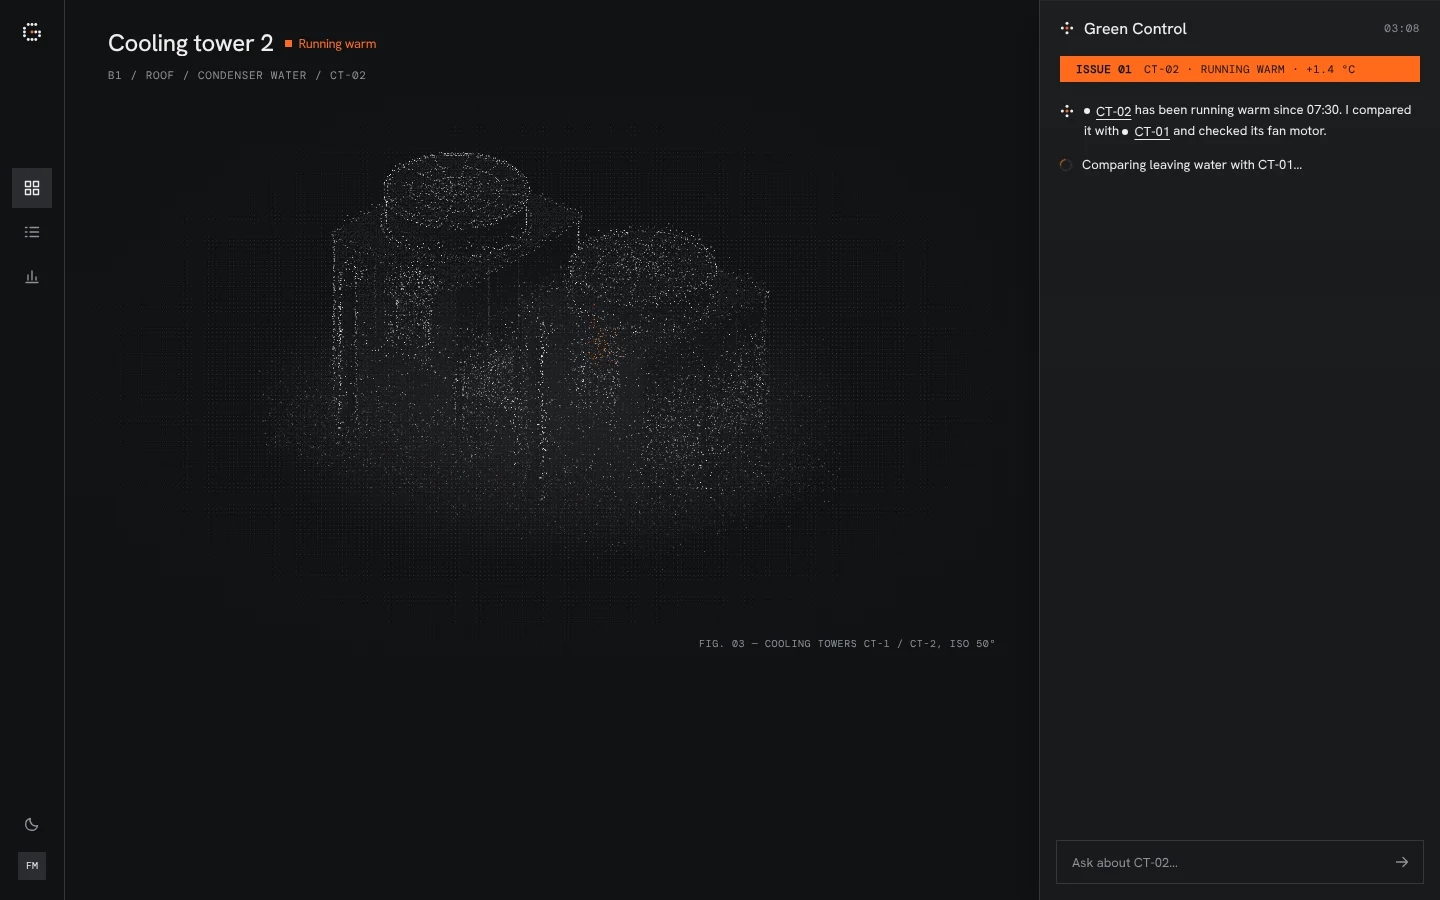 Cooling tower 2 Running warm
B1 / ROOF / CONDENSER WATER / CT-02
FIG. 03 — COOLING TOWERS CT-1 / CT-2, ISO 50°
FM
Green Control 03:08
ISSUE 01 CT-02 · RUNNING WARM · +1.4 °C
CT-02 has been running warm since 07:30. I compared
it with CT-01 and checked its fan motor.
Comparing leaving water with CT-01...
Ask about CT-02...